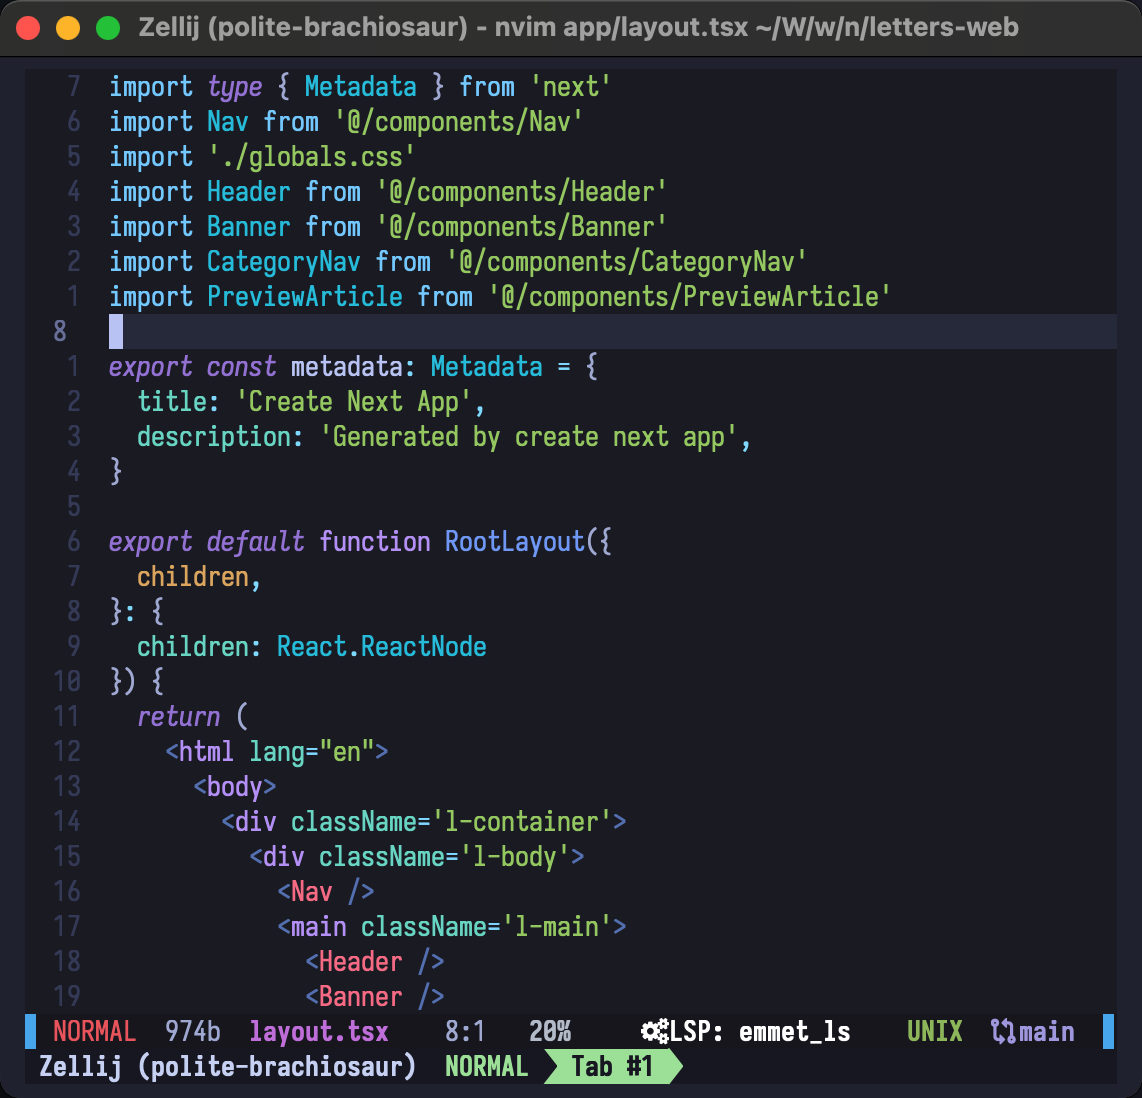 Zellij (polite-brachiosaur) - nvim app/layout.tsx ~/W/w/n/letters-web
7 import type { Metadata } from 'next'
6 import Nav from '@/components/Nav'
5 import './globals.css'
4 import Header from '@/components/Header'
3 import Banner from '@/components/Banner'
2 import CategoryNav from '@/components/CategoryNav'
1 import PreviewArticle from '@/components/PreviewArticle'
8
1 export const metadata: Metadata = {
2   title: 'Create Next App',
3   description: 'Generated by create next app',
4 }
5
6 export default function RootLayout({
7   children,
8 }: {
9   children: React.ReactNode
10 }) {
11   return (
12     <html lang="en">
13       <body>
14         <div className='l-container'>
15           <div className='l-body'>
16             <Nav />
17             <main className='l-main'>
18               <Header />
19               <Banner />
NORMAL 974b layout.tsx 8:1 20% LSP: emmet_ls UNIX main
Zellij (polite-brachiosaur) NORMAL Tab #1